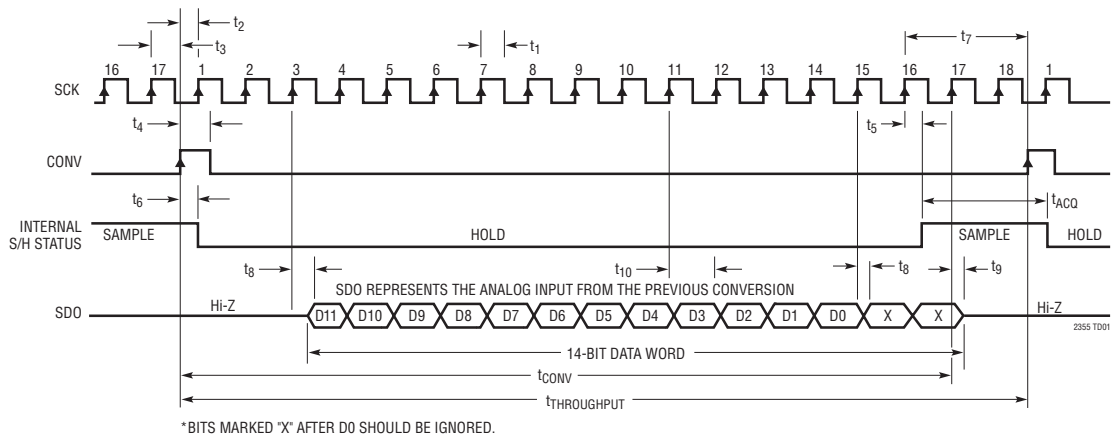 t2
t3
t1
t7
16 17 1 2 3 4 5 6 7 8 9 10 11 12 13 14 15 16 17 18 1
SCK
t4
t5
CONV
t6
tACQ
INTERNAL
S/H STATUS
SAMPLE
HOLD
SAMPLE
HOLD
t8
t10
t8
t9
SDO REPRESENTS THE ANALOG INPUT FROM THE PREVIOUS CONVERSION
SDO
Hi-Z
D11 D10 D9 D8 D7 D6 D5 D4 D3 D2 D1 D0 X X
Hi-Z
2355 TD01
14-BIT DATA WORD
tCONV
tTHROUGHPUT
*BITS MARKED "X" AFTER D0 SHOULD BE IGNORED.